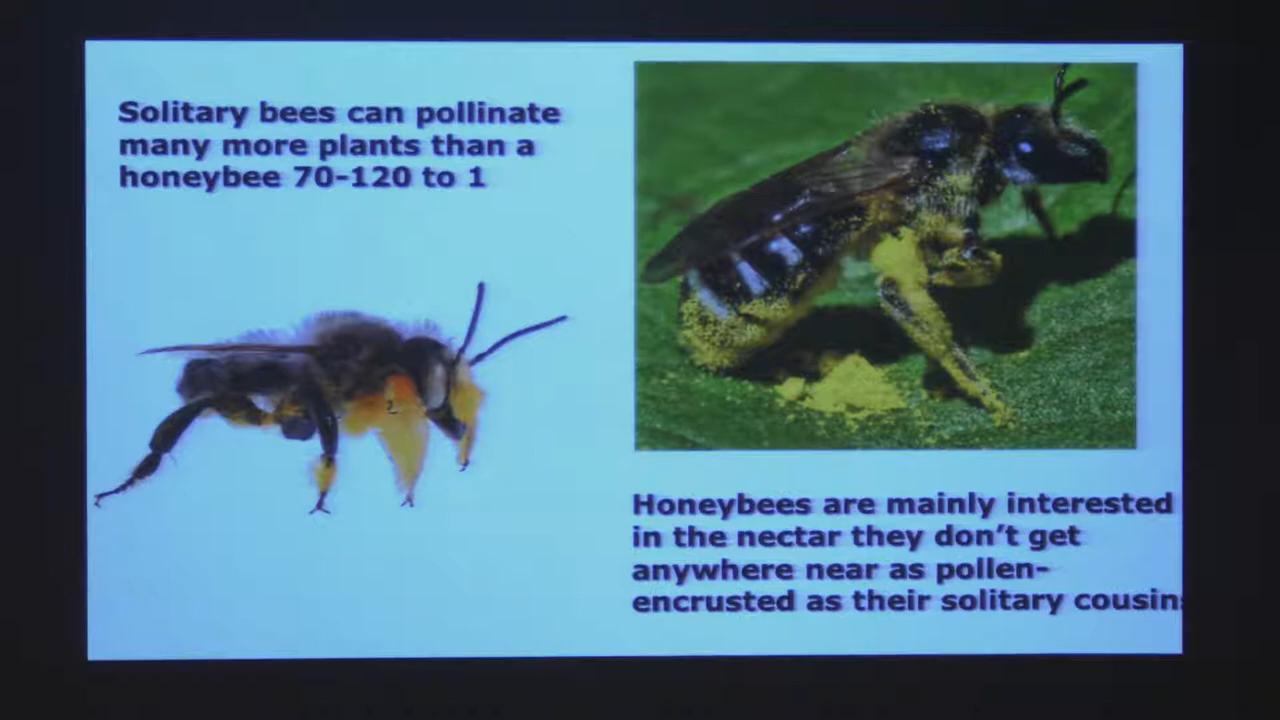 Solitary bees can pollinate
many more plants than a
honeybee 70-120 to 1
Honeybees are mainly interested
in the nectar they don't get
anywhere near as pollen-
encrusted as their solitary cousins